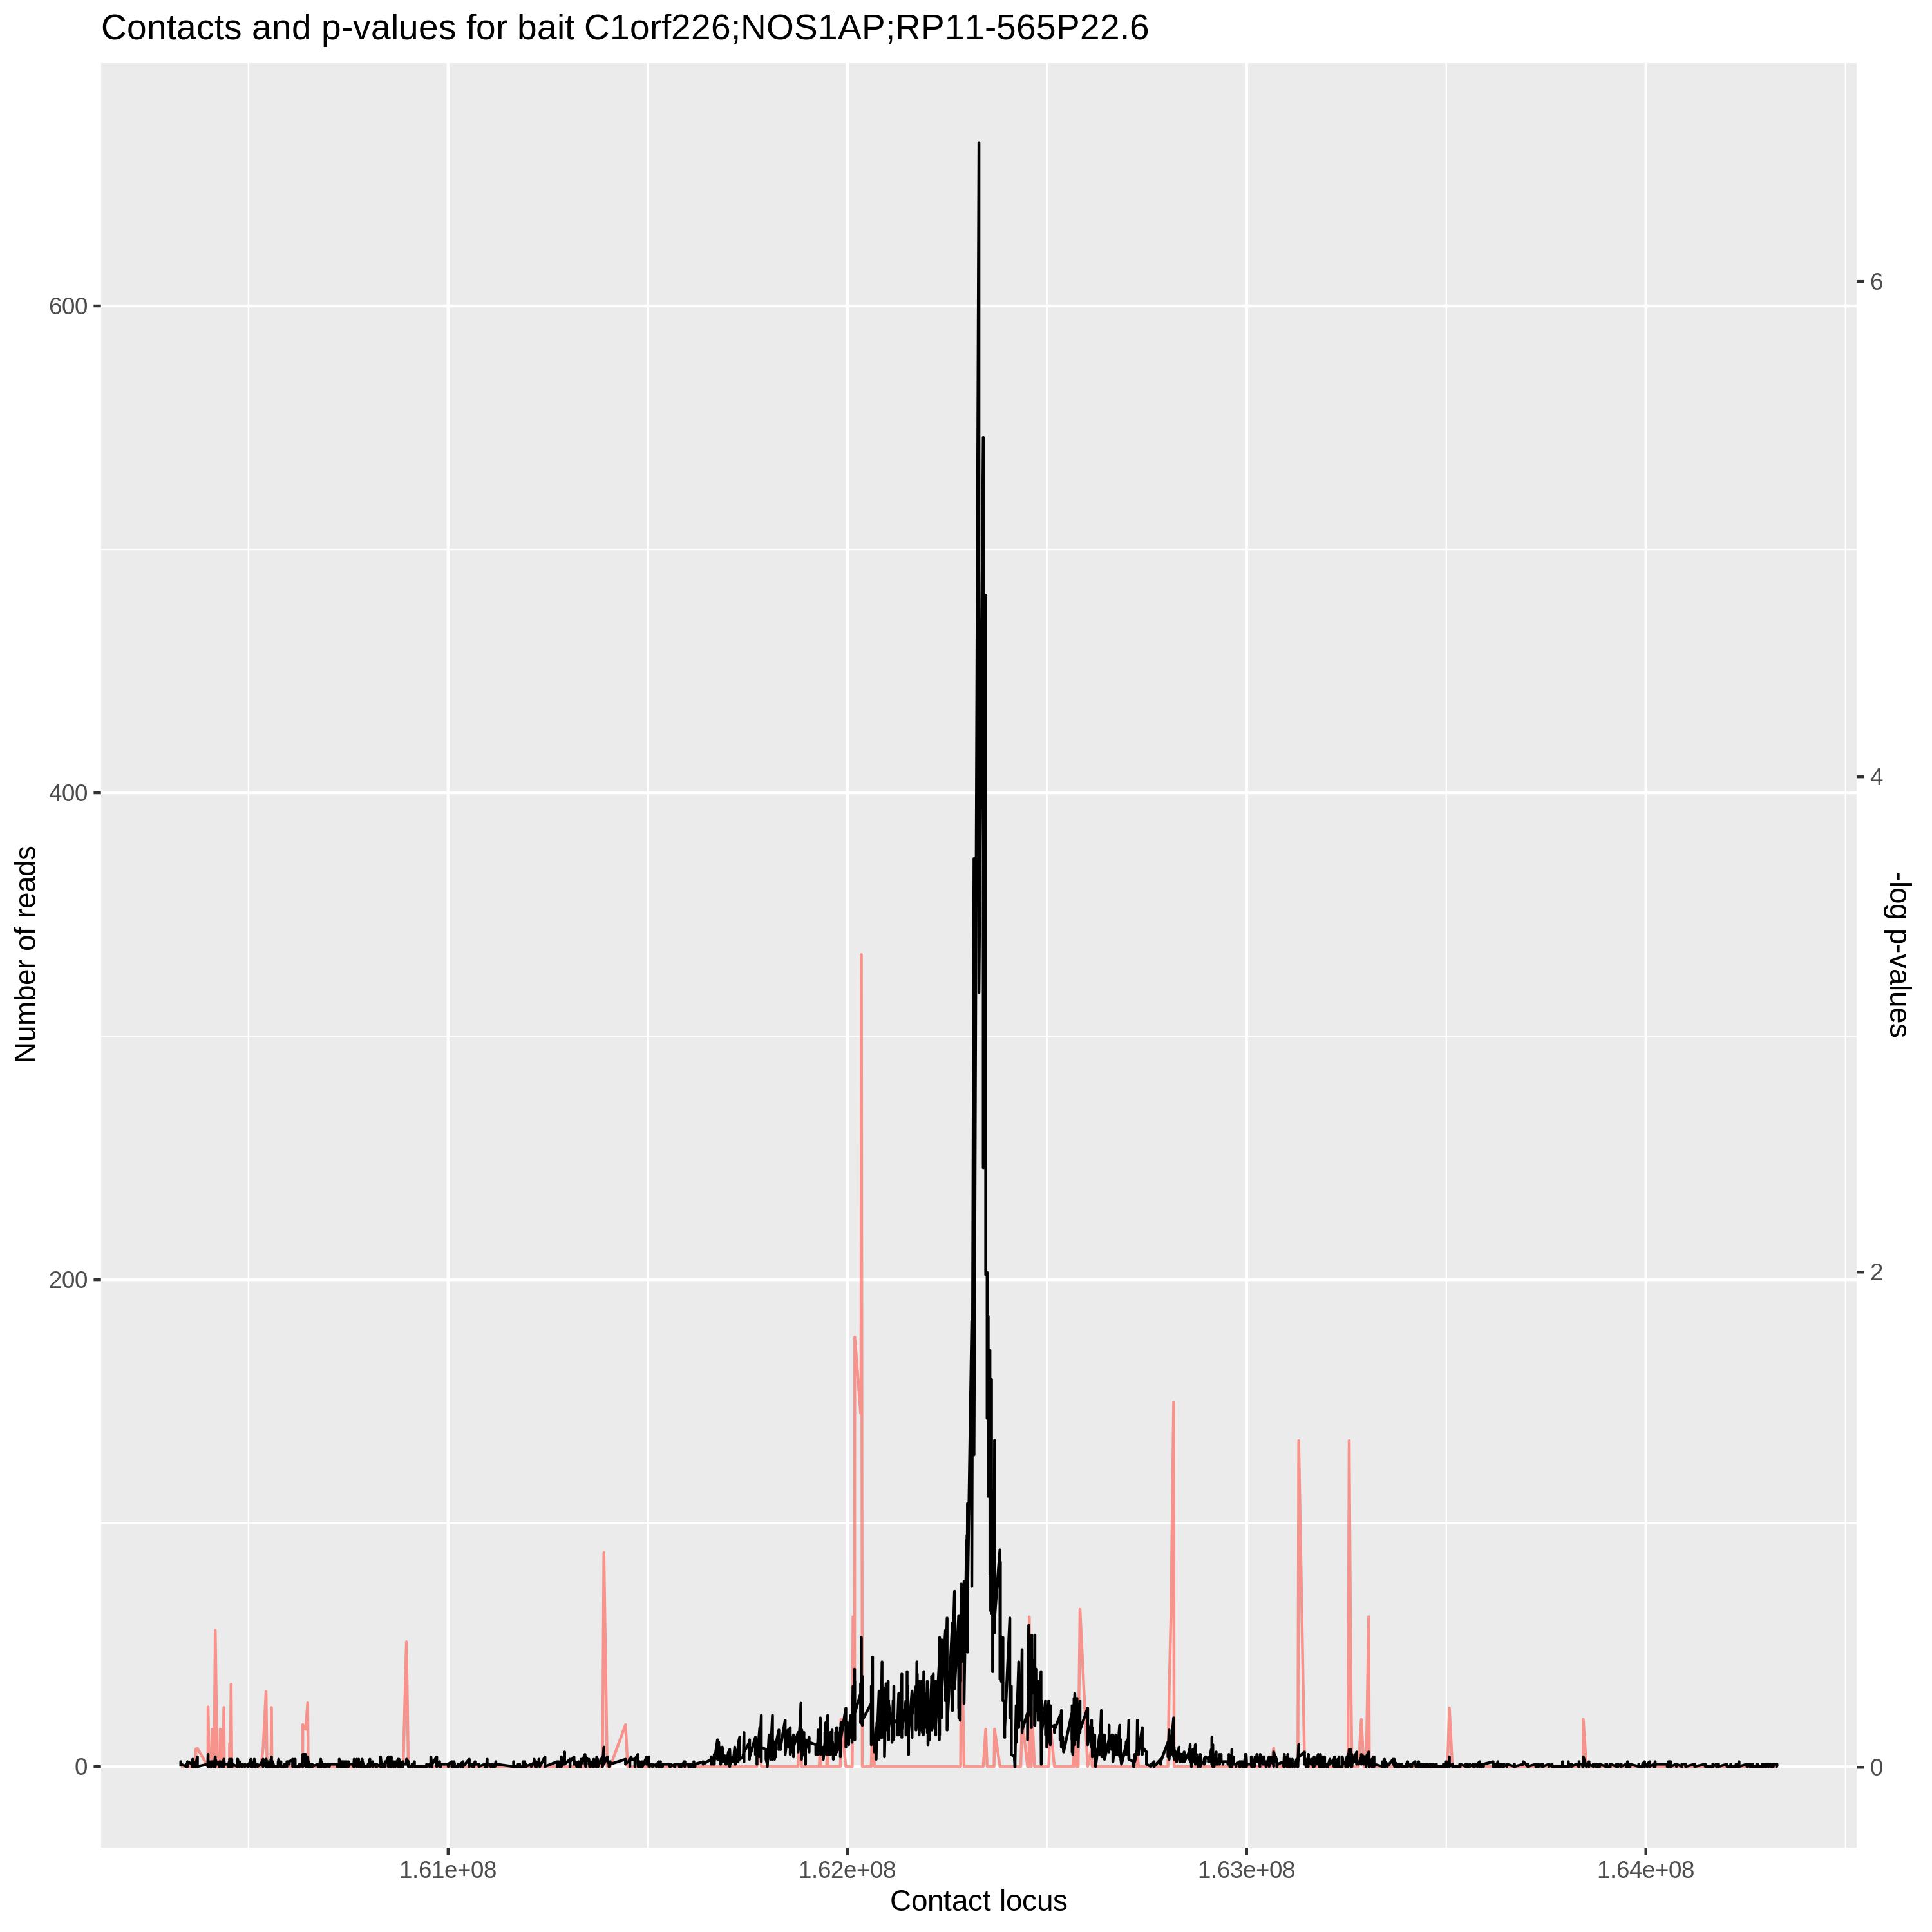 Contacts and p-values for bait C1orf226;NOS1AP;RP11-565P22.6
600
400
200
0
6
4
2
0
Number of reads
-log p-values
1.61e+08
1.62e+08
1.63e+08
1.64e+08
Contact locus